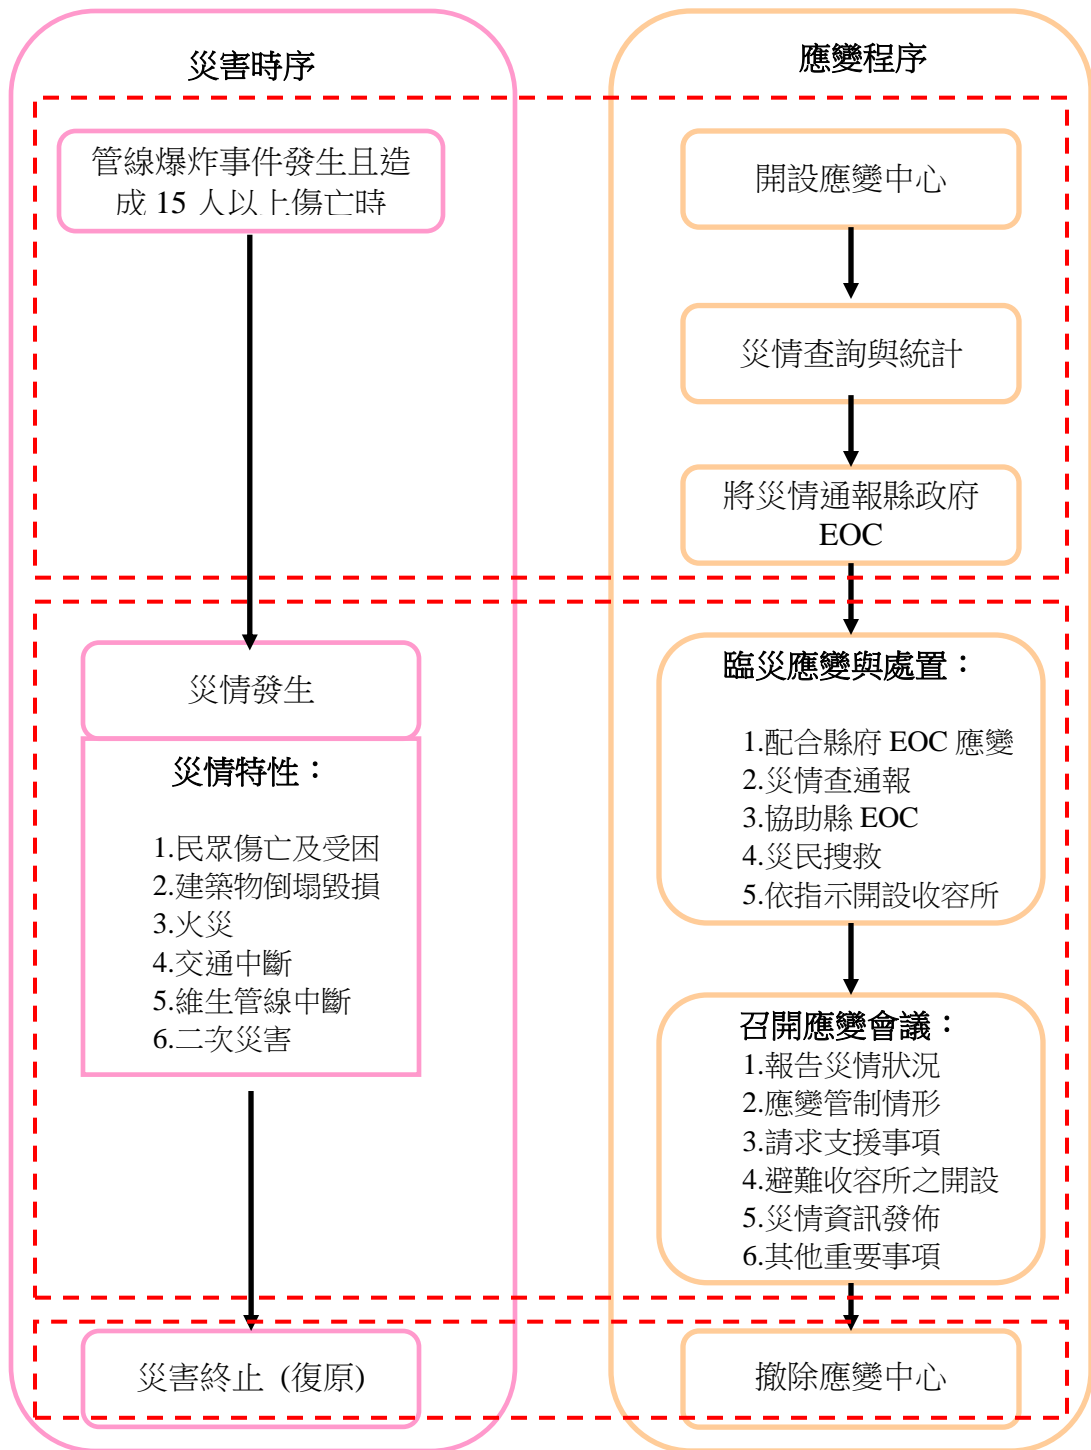 災害時序
管線爆炸事件發生且造
成 15 人以上傷亡時
災情發生
災情特性：
1.民眾傷亡及受困
2.建築物倒塌毀損
3.火災
4.交通中斷
5.維生管線中斷
6.二次災害
災害終止 (復原)
應變程序
開設應變中心
災情查詢與統計
將災情通報縣政府
EOC
臨災應變與處置：
1.配合縣府 EOC 應變
2.災情查通報
3.協助縣 EOC
4.災民搜救
5.依指示開設收容所
召開應變會議：
1.報告災情狀況
2.應變管制情形
3.請求支援事項
4.避難收容所之開設
5.災情資訊發佈
6.其他重要事項
撤除應變中心